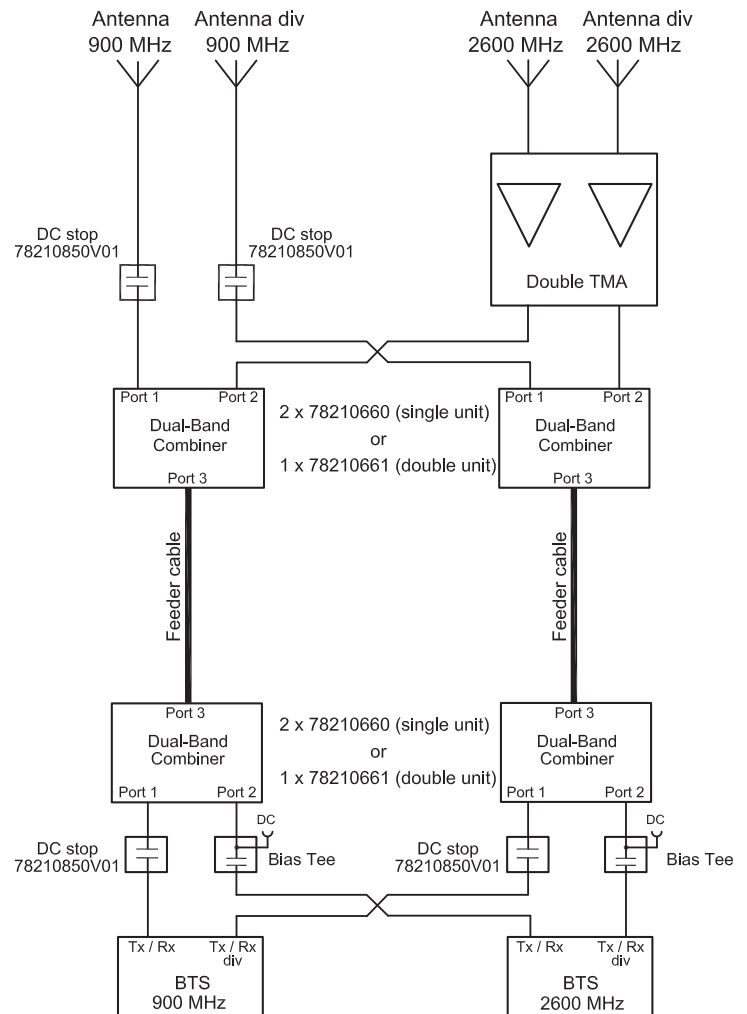 Antenna
900 MHz
Antenna div
900 MHz
Antenna
2600 MHz
Antenna div
2600 MHz
DC stop
78210850V01
DC stop
78210850V01
Double TMA
Port 1
Port 2
Dual-Band
Combiner
Port 3
2 x 78210660 (single unit)
or
1 x 78210661 (double unit)
Port 1
Port 2
Dual-Band
Combiner
Port 3
Feeder cable
Feeder cable
Port 3
Dual-Band
Combiner
Port 1
Port 2
2 x 78210660 (single unit)
or
1 x 78210661 (double unit)
Port 3
Dual-Band
Combiner
Port 1
Port 2
DC stop
78210850V01
DC
Bias Tee
DC stop
78210850V01
DC
Bias Tee
Tx / Rx
Tx / Rx
div
BTS
900 MHz
Tx / Rx
Tx / Rx
div
BTS
2600 MHz